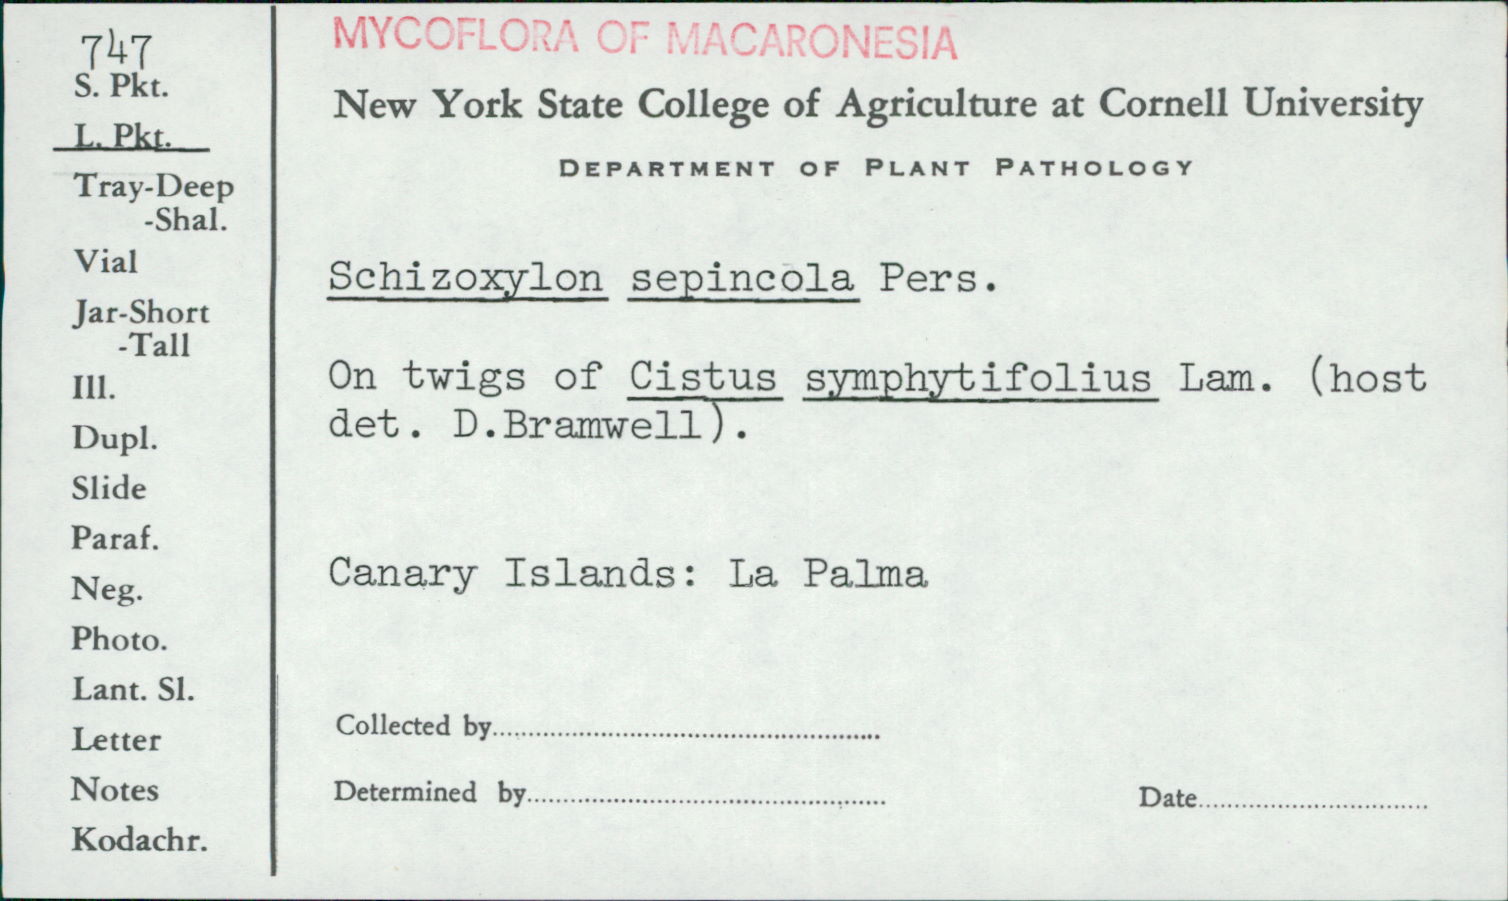 747
S. Pkt.
L. Pkt.
Tray-Deep
-Shal.
Vial
Jar-Short
-Tall
Ill.
Dupl.
Slide
Paraf.
Neg.
Photo.
Lant. Sl.
Letter
Notes
Kodachr.
MYCOFLORA OF MACARONESIA
New York State College of Agriculture at Cornell University
DEPARTMENT OF PLANT PATHOLOGY
Schizoxylon sepincola Pers.
On twigs of Cistus symphytifolius Lam. (host
det. D.Bramwell).
Canary Islands: La Palma
Collected by
Determined by
Date